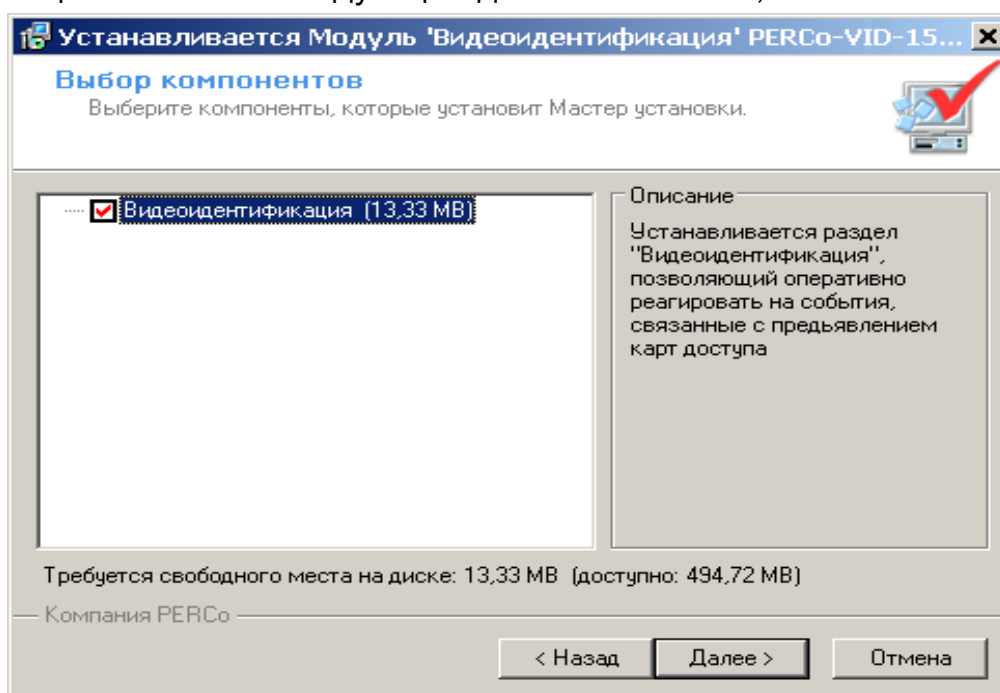 Устанавливается Модуль 'Видеоидентификация' PERCo-VID-15...
Выбор компонентов
Выберите компоненты, которые установит Мастер установки.
Видеоидентификация (13,33 MB)
Описание
Устанавливается раздел
"Видеоидентификация",
позволяющий оперативно
реагировать на события,
связанные с предьявлением
карт доступа
Требуется свободного места на диске: 13,33 MB (доступно: 494,72 MB)
Компания PERCo
< Назад
Далее >
Отмена